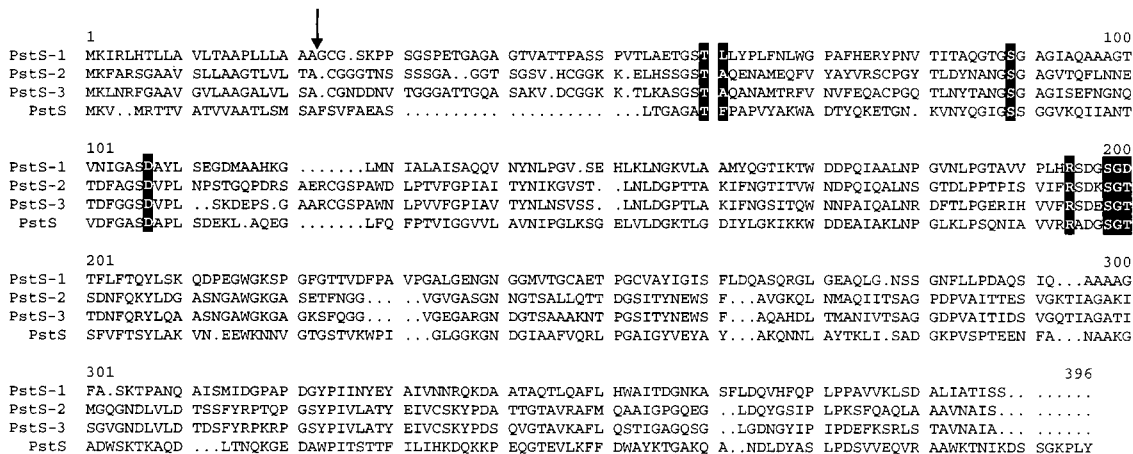 1 100
PstS-1 MKIRLHTLLA VLTAAPLLLA AAGCG.SKPP SGSPETGAGA GTVATTPASS PVTLAETGST LLYPLFNLWG PAFHERYPNV TITAQGTGSG AGIAQAAAGT
PstS-2 MKFARSGAAV SLLAAGTLVL TA.CGGGTNS SSSGA..GGT SGSV.HCGGK K.ELHSSGST AQENAMEQFV YAYVRSCPGY TLDYNANGSG AGVTQFLNNE
PstS-3 MKLNRFGAAV GVLAAGALVL SA.CGNDDNV TGGGATTGQA SAKV.DCGGK K.TLKASGST AQANAMTRFV NVFEQACPGQ TLNYTANGSG AGISEFNGNQ
PstS MKV..MRTTV ATVVAATLSM SAFSVFAEAS .......... .......... ...LTGAGAT FPAPVYAKWA DTYQKETGN. KVNYQGIGSS GGVKQIIANT
101 200
PstS-1 VNIGASDAYL SEGDMAAHKG .......LMN IALAISAQQV NYNLPGV.SE HLKLNGKVLA AMYQGTIKTW DDPQIAALNP GVNLPGTAVV PLHRSDGSGD
PstS-2 TDFAGSDVPL NPSTGQPDRS AERCGSPAWD LPTVFGPIAI TYNIKGVST. .LNLDGPTTA KIFNGTITVW NDPQIQALNS GTDLPPTPIS VIFRSDKSGT
PstS-3 TDFGGSDVPL .SKDEPSG.. AARCGSPAWN LPVVFGPIAV TYNLNSVSS. .LNLDGPTLA KIFNGSITQW NNPAIQALNR DFTLPGERIH VVFRSDESGT
PstS VDFGASDAPL SDEKL.AQEG .......LFQ FPTVIGGVVL AVNIPGLKSG ELVLDGKTLG DIYLGKIKKW DDEAIAKLNP GLKLPSQNIA VVRRADGSGT
201 300
PstS-1 TFLFTQYLSK QDPEGWGKSP GFGTTVDFPA VPGALGENGN GGMVTGCAET PGCVAYIGIS FLDQASQRGL GEAQLG.NSS GNFLLPDAQS IQ...AAAAG
PstS-2 SDNFQKYLDG ASNGAWGKGA SETFNGG... .VGVGASGNN GTSALLQTTD GSITYNEWSF ...AVGKQL NMAQIITSAG PDPVAITTES VGKTIAGAKI
PstS-3 TDNFQRYLQA ASNGAWGKGA GKSFQGG... .VGEGARGND GTSAAAKNTP GSITYNEWS F...AQAHDL TMANIVTSAG GDPVAITIDS VGQTIAGATI
PstS SFVFTSYLAK VN.EEWKNNV GTGSTVKWPI ..GLGGKGN DGIAAFVQRL PGAIGYVEYA Y...AKQNNL AYTKLI.SAD GKPVSPTEEN FA..NAAKG
301 396
PstS-1 FA.SKTPANQ AISMIDGPAP DGYPIINYEY AIVNNRQKDA ATAQTLQAFL HWAITDGNKA SFLDQVHFQP LPPAVVKLSD ALIATISS.. ......
PstS-2 MGQGNDLVLD TSSFYRPTQP GSYPIVLATY EIVCSKYPDA TTGTAVRAFM QAAIGPGQEG ..LDQYGSIP LPKSFQAQLA AAVNAIS... ......
PstS-3 SGVGNDLVLD TDSFYRPKRP GSYPIVLATY EIVCSKYPDS QVGTAVKAFL QSTIGAGQSG ..LGDNGYIP IPDEFKSRLS TAVNAIA... ......
PstS ADWSKTKAQD ...LTNQKGE DAWPITSTTF ILIHKDQKKP EQGTEVLKFF DWAYKTGAKQ A..NDLDYAS LPDSVVEQVR AAWKTNIKDS SGKPLY